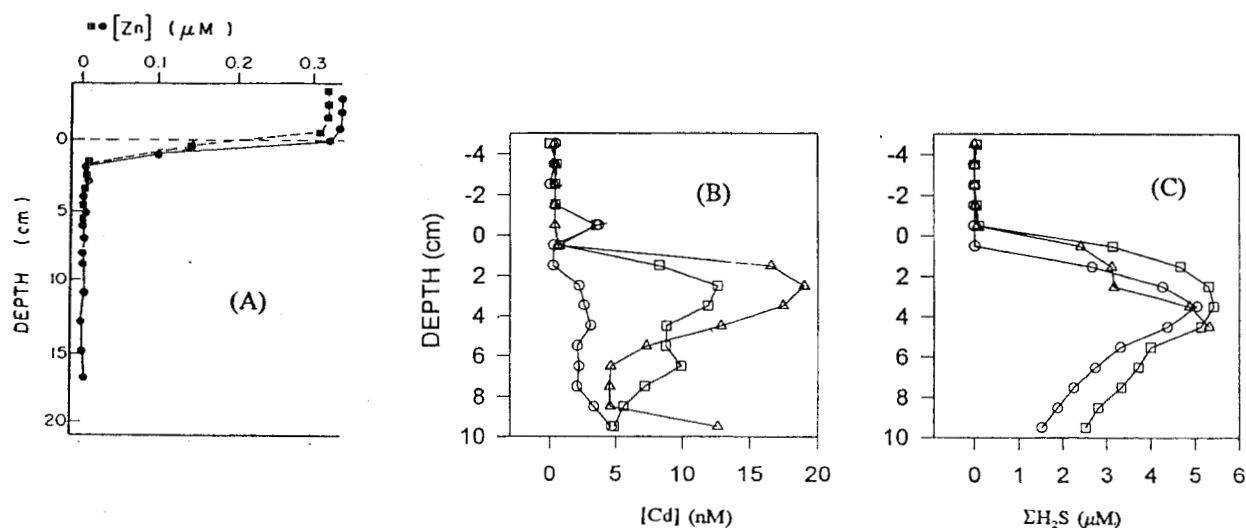 ■● [Zn] (μM)
0 0.1 0.2 0.3
0
5
10
15
20
DEPTH (cm)
(A)
-4
-2
0
2
4
6
8
10
DEPTH (cm)
(B)
0 5 10 15 20
[Cd] (nM)
-4
-2
0
2
4
6
8
10
(C)
0 1 2 3 4 5 6
ΣH₂S (μM)